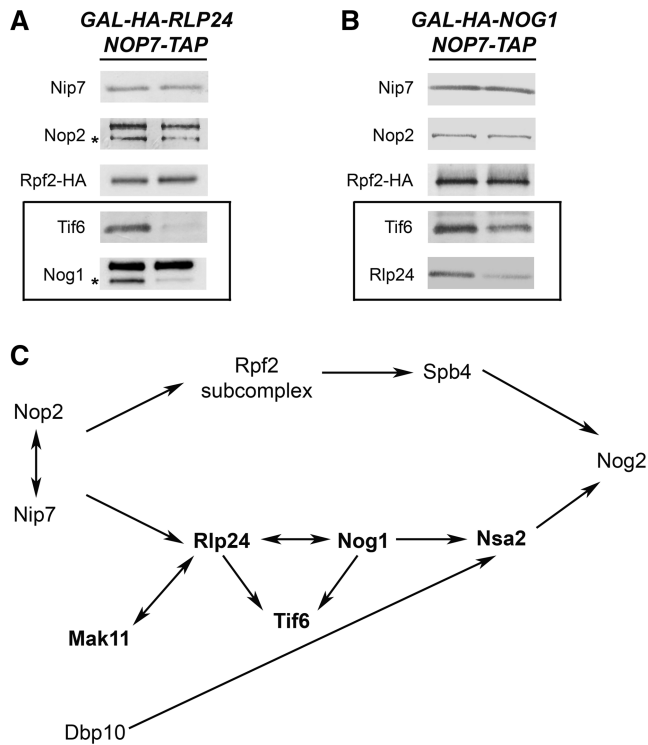 A
GAL-HA-RLP24
NOP7-TAP
Nip7
Nop2
*
Rpf2-HA
Tif6
Nog1
*
B
GAL-HA-NOG1
NOP7-TAP
Nip7
Nop2
Rpf2-HA
Tif6
Rlp24
C
Rpf2
subcomplex
Spb4
Nop2
Nog2
Nip7
Rlp24
Nog1
Nsa2
Tif6
Mak11
Dbp10